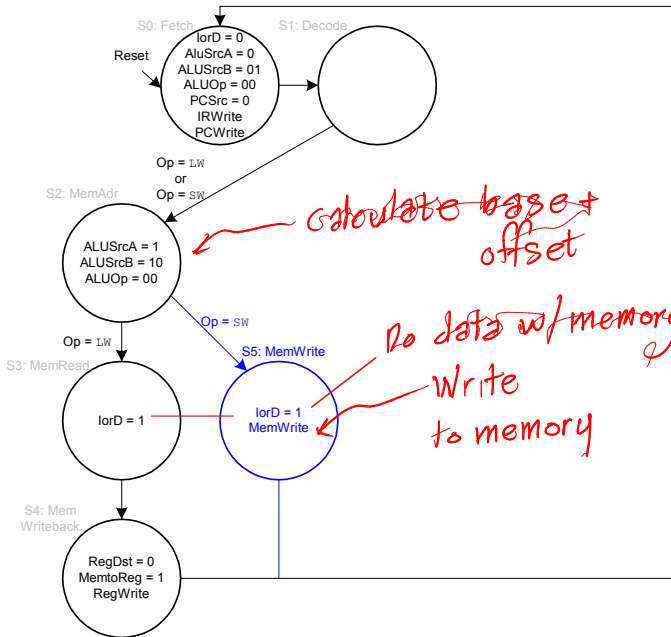 S0: Fetch
S1: Decode
Reset
IorD = 0
AluSrcA = 0
ALUSrcB = 01
ALUOp = 00
PCSrc = 0
IRWrite
PCWrite
Op = LW
or
Op = SW
S2: MemAdr
calculate base +
offset
ALUSrcA = 1
ALUSrcB = 10
ALUOp = 00
Op = SW
Op = LW
S5: MemWrite
Do data w/ memory
S3: MemRead
IorD = 1
IorD = 1
MemWrite
Write
to memory
S4: Mem
Writeback
RegDst = 0
MemtoReg = 1
RegWrite